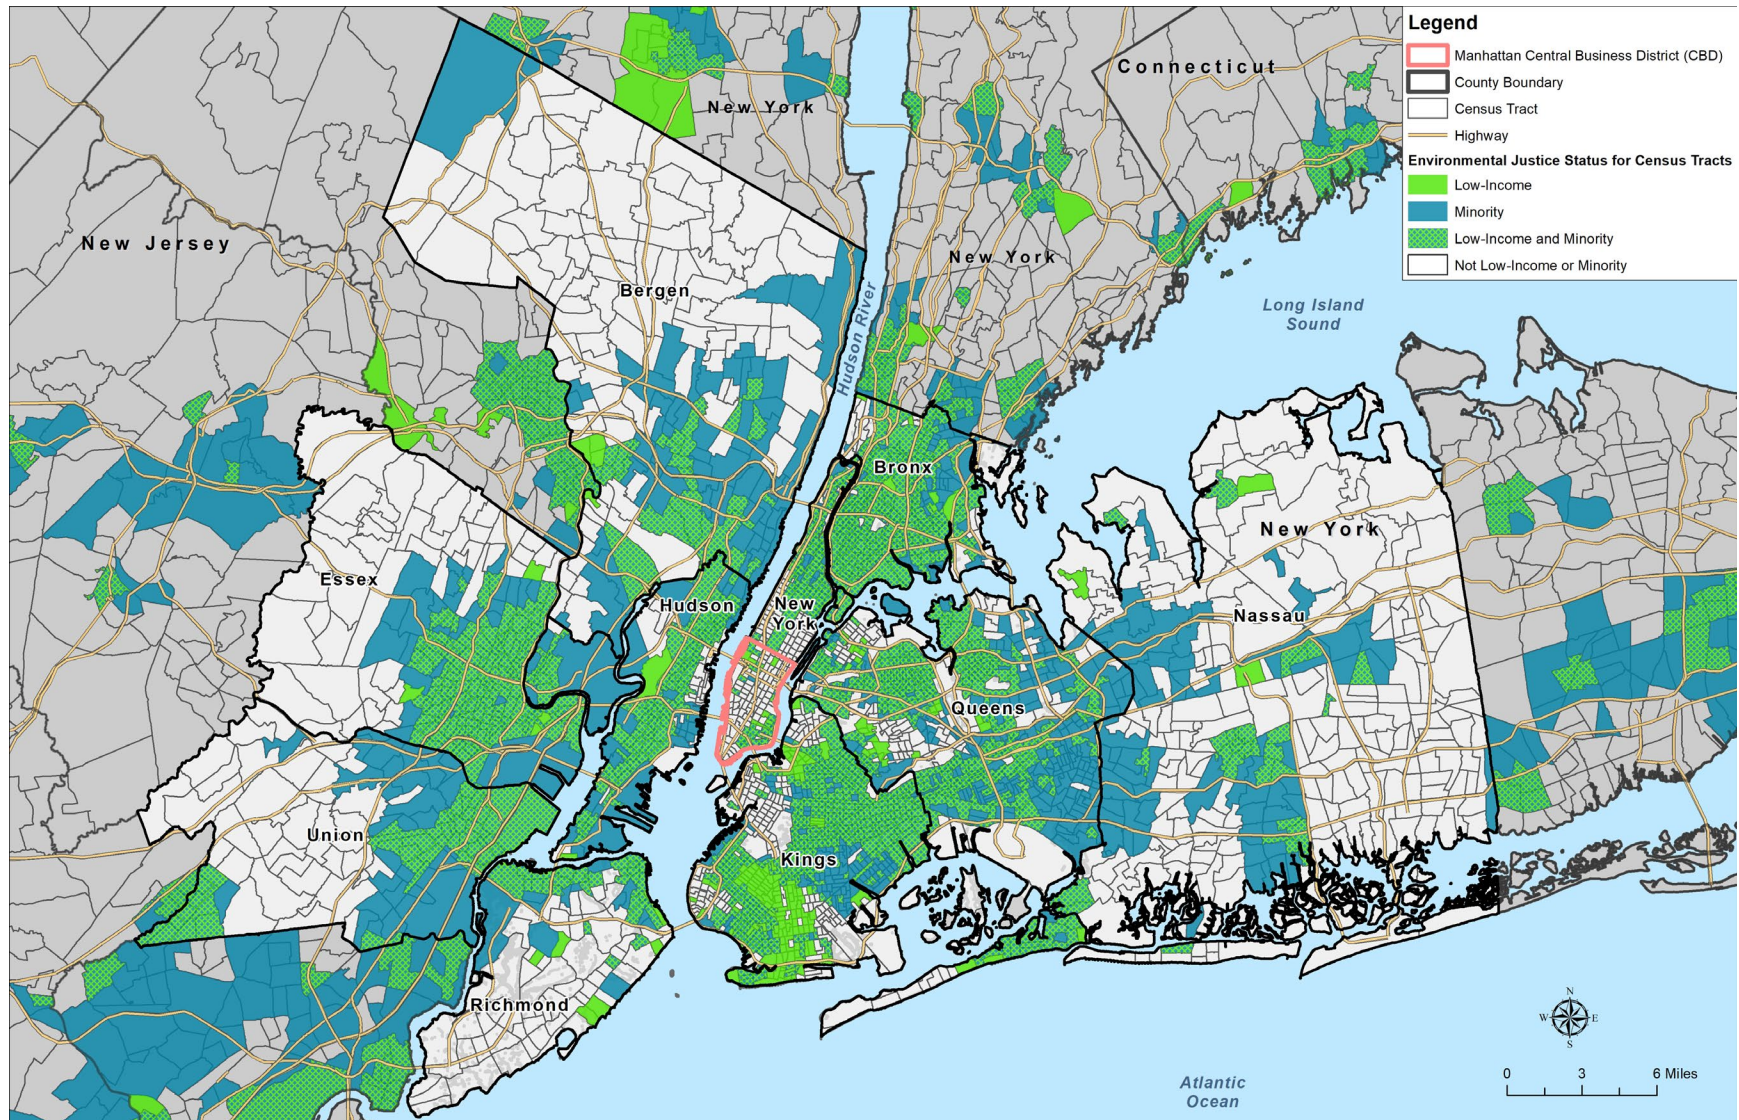 Legend
Manhattan Central Business District (CBD)
County Boundary
Census Tract
Highway
Environmental Justice Status for Census Tracts
Low-Income
Minority
Low-Income and Minority
Not Low-Income or Minority
Connecticut
New York
New Jersey
New York
Bergen
Hudson River
Long Island
Sound
Bronx
New York
Essex
Hudson
New
York
Nassau
Queens
Union
Kings
Richmond
Atlantic
Ocean
N
W
E
S
0
3
6 Miles